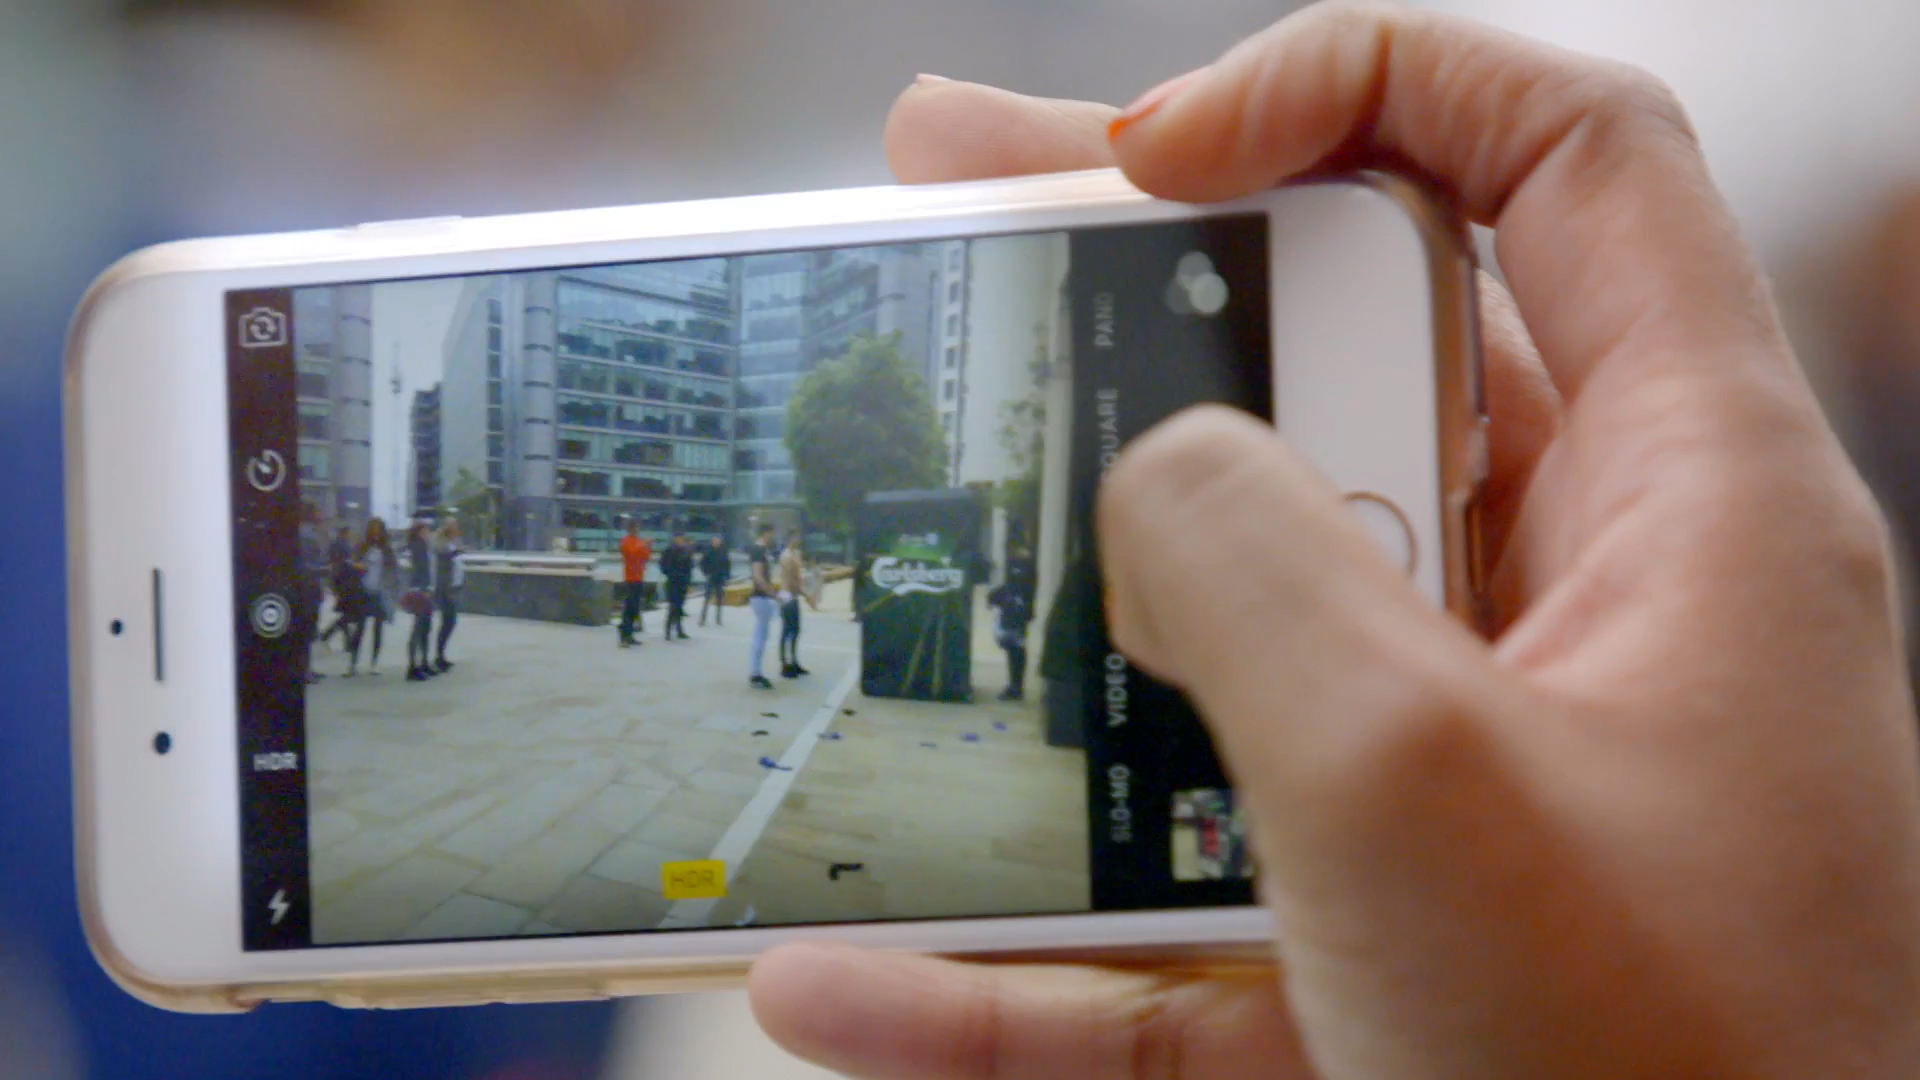 PANO
SQUARE
VIDEO
SLO-MO
HDR
HDR
Carlsberg